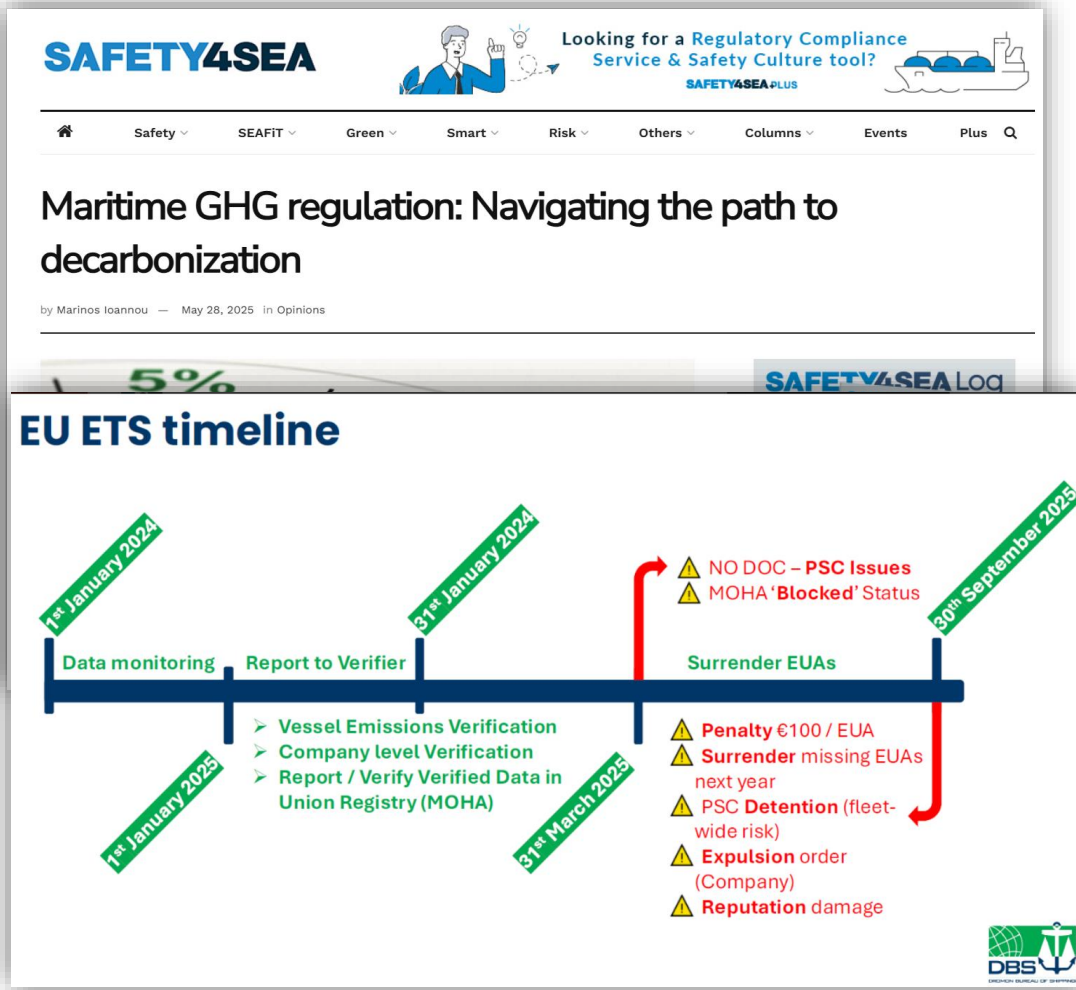 SAFETY4SEA
Looking for a Regulatory Compliance
Service & Safety Culture tool?
SAFETY4SEA PLUS
Safety SEAFiT Green Smart Risk Others Columns Events Plus
Maritime GHG regulation: Navigating the path to
decarbonization
by Marinos Ioannou — May 28, 2025 in Opinions
5%
SAFETY4SEA Log
EU ETS timeline
1st January 2024
31st January 2024
30th September 2025
NO DOC – PSC Issues
MOHA ‘Blocked’ Status
Data monitoring
Report to Verifier
Surrender EUAs
1st January 2025
➢ Vessel Emissions Verification
➢ Company level Verification
➢ Report / Verify Verified Data in
Union Registry (MOHA)
31st March 2025
Penalty €100 / EUA
Surrender missing EUAs
next year
PSC Detention (fleet-
wide risk)
Expulsion order
(Company)
Reputation damage
DBS
DROMON BUREAU OF SHIPPING